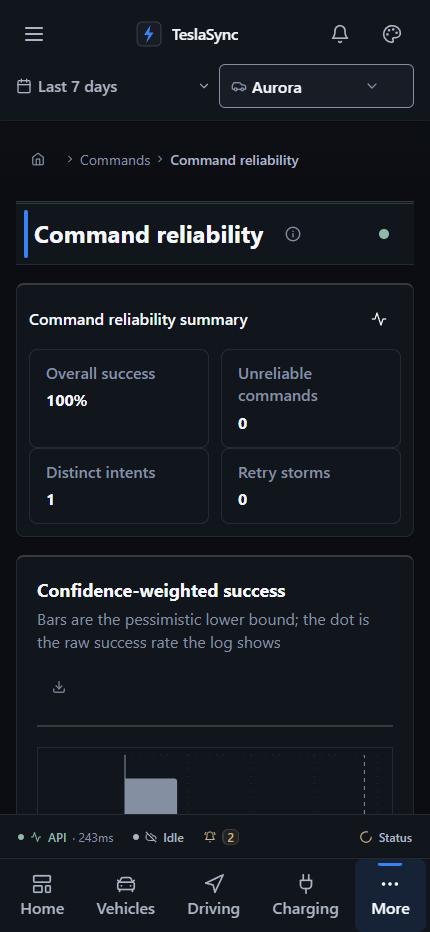 TeslaSync
Last 7 days
Aurora
Commands
Command reliability
Command reliability
Command reliability summary
Overall success
100%
Unreliable
commands
0
Distinct intents
1
Retry storms
0
Confidence-weighted success
Bars are the pessimistic lower bound; the dot is
the raw success rate the log shows
API · 243ms
Idle
2
Status
Home
Vehicles
Driving
Charging
More